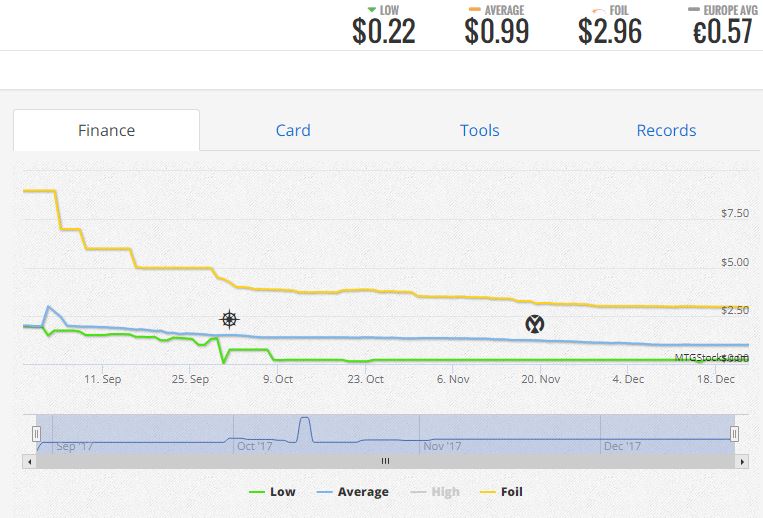 LOW AVERAGE FOIL EUROPE AVG
$0.22 $0.99 $2.96 €0.57
Finance Card Tools Records
$7.50
$5.00
$2.50
MTGStocks.com $0.00
11. Sep 25. Sep 9. Oct 23. Oct 6. Nov 20. Nov 4. Dec 18. Dec
Sep '17 Oct '17 Nov '17 Dec '17
Low Average High Foil